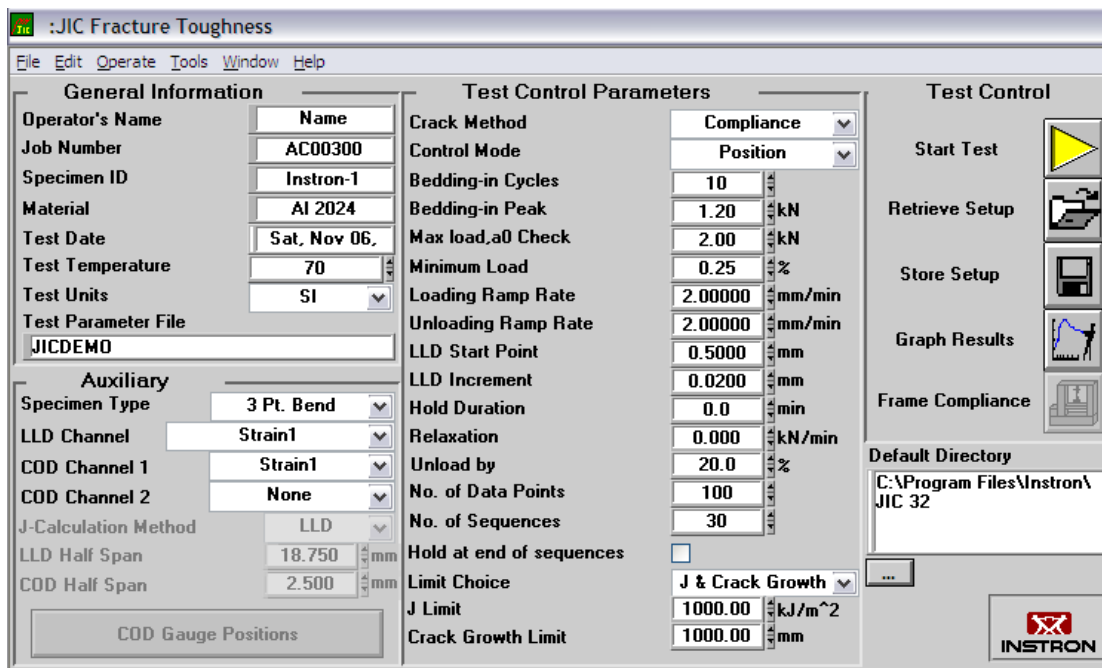 JIC :JIC Fracture Toughness
File Edit Operate Tools Window Help
General Information
Operator's Name Name
Job Number AC00300
Specimen ID Instron-1
Material Al 2024
Test Date Sat, Nov 06,
Test Temperature 70
Test Units SI
Test Parameter File
JICDEMO
Auxiliary
Specimen Type 3 Pt. Bend
LLD Channel Strain1
COD Channel 1 Strain1
COD Channel 2 None
J-Calculation Method LLD
LLD Half Span 18.750 mm
COD Half Span 2.500 mm
COD Gauge Positions
Test Control Parameters
Crack Method Compliance
Control Mode Position
Bedding-in Cycles 10
Bedding-in Peak 1.20 kN
Max load,a0 Check 2.00 kN
Minimum Load 0.25 %
Loading Ramp Rate 2.00000 mm/min
Unloading Ramp Rate 2.00000 mm/min
LLD Start Point 0.5000 mm
LLD Increment 0.0200 mm
Hold Duration 0.0 min
Relaxation 0.000 kN/min
Unload by 20.0 %
No. of Data Points 100
No. of Sequences 30
Hold at end of sequences
Limit Choice J & Crack Growth
J Limit 1000.00 kJ/m^2
Crack Growth Limit 1000.00 mm
Test Control
Start Test
Retrieve Setup
Store Setup
Graph Results
Frame Compliance
Default Directory
C:\Program Files\Instron\
JIC 32
...
INSTRON